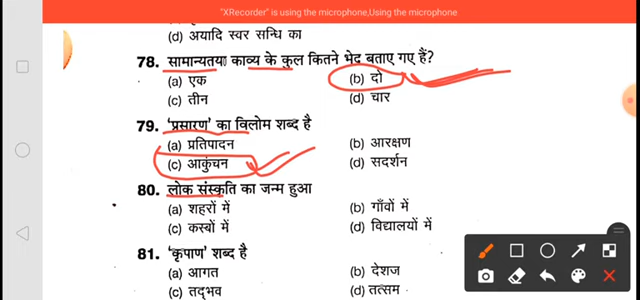 "XRecorder" is using the microphone,Using the microphone
(d) अयादि स्वर सन्धि का
78. सामान्यतया काव्य के कुल कितने भेद बताए गए हैं?
(a) एक (b) दो
(c) तीन (d) चार
79. 'प्रसारण' का विलोम शब्द है
(a) प्रतिपादन (b) आरक्षण
(c) आकुंचन (d) सदर्शन
80. लोक संस्कृति का जन्म हुआ
(a) शहरों में (b) गाँवों में
(c) कस्बों में (d) विद्यालयों में
81. 'कृपाण' शब्द है
(a) आगत (b) देशज
(c) तद्‌भव (d) तत्सम